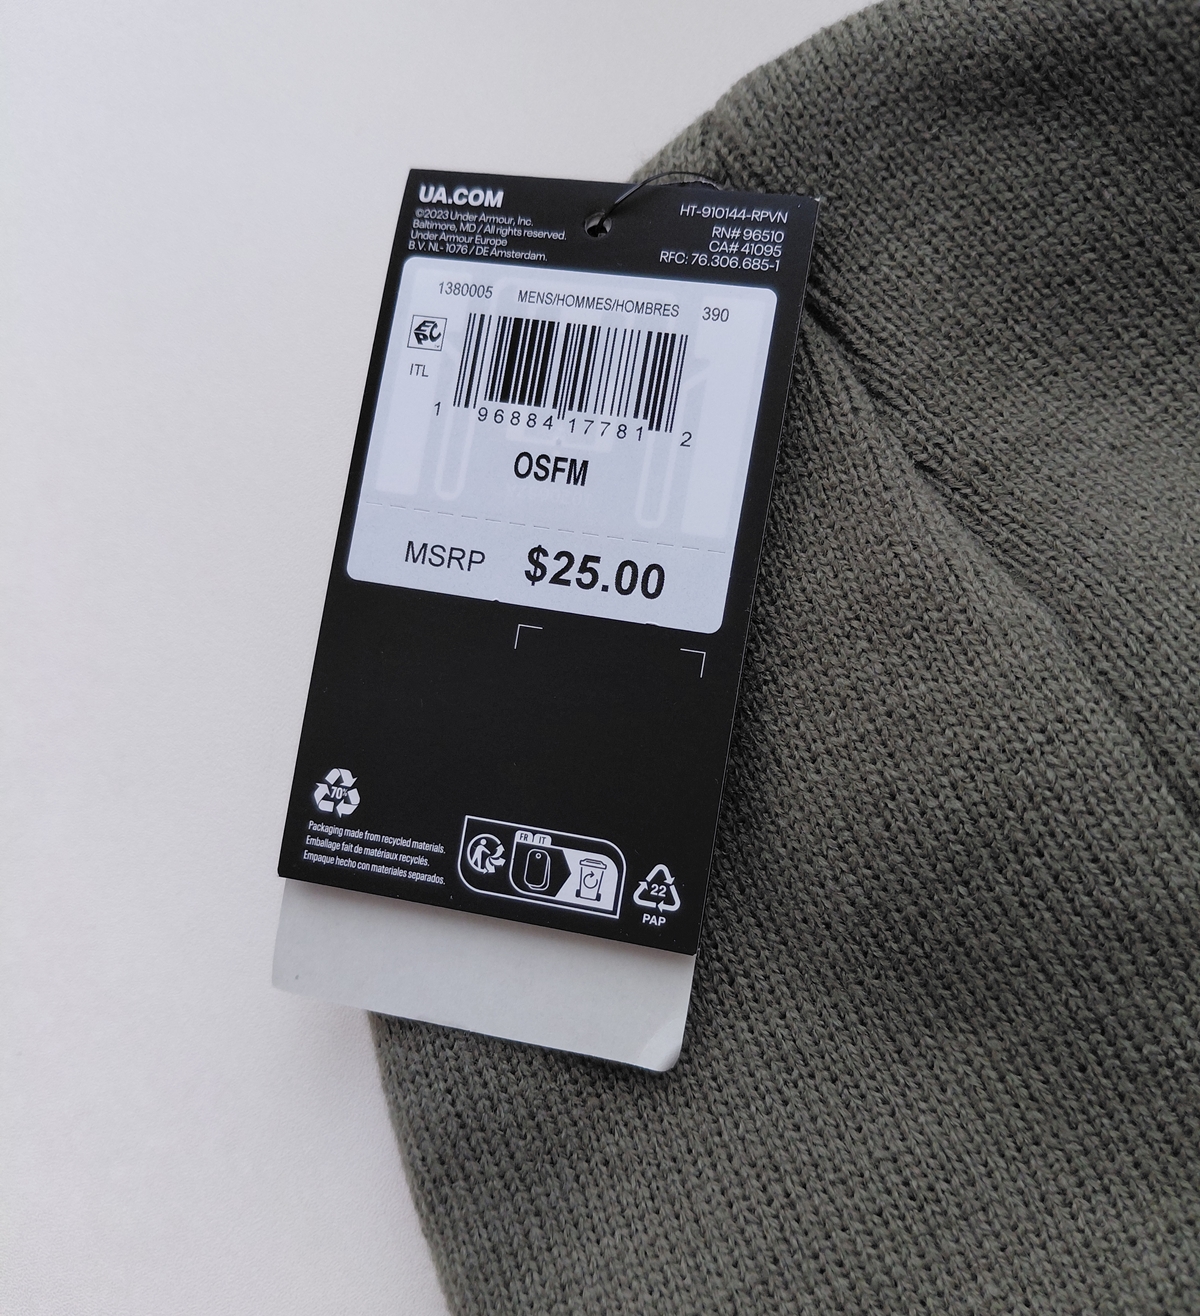 UA.COM
©2023 Under Armour, Inc.
Baltimore, MD / All rights reserved.
Under Armour Europe
B.V. NL- 1076 / DE Amsterdam.
HT-910144-RPVN
RN# 96510
CA# 41095
RFC: 76.306.685-1
1380005 MENS/HOMMES/HOMBRES 390
EPC
ITL
1 96884 17781 2
OSFM
MSRP $25.00
70%
Packaging made from recycled materials.
Emballage fait de matériaux recyclés.
Empaque hecho con materiales separados.
FR IT
22
PAP